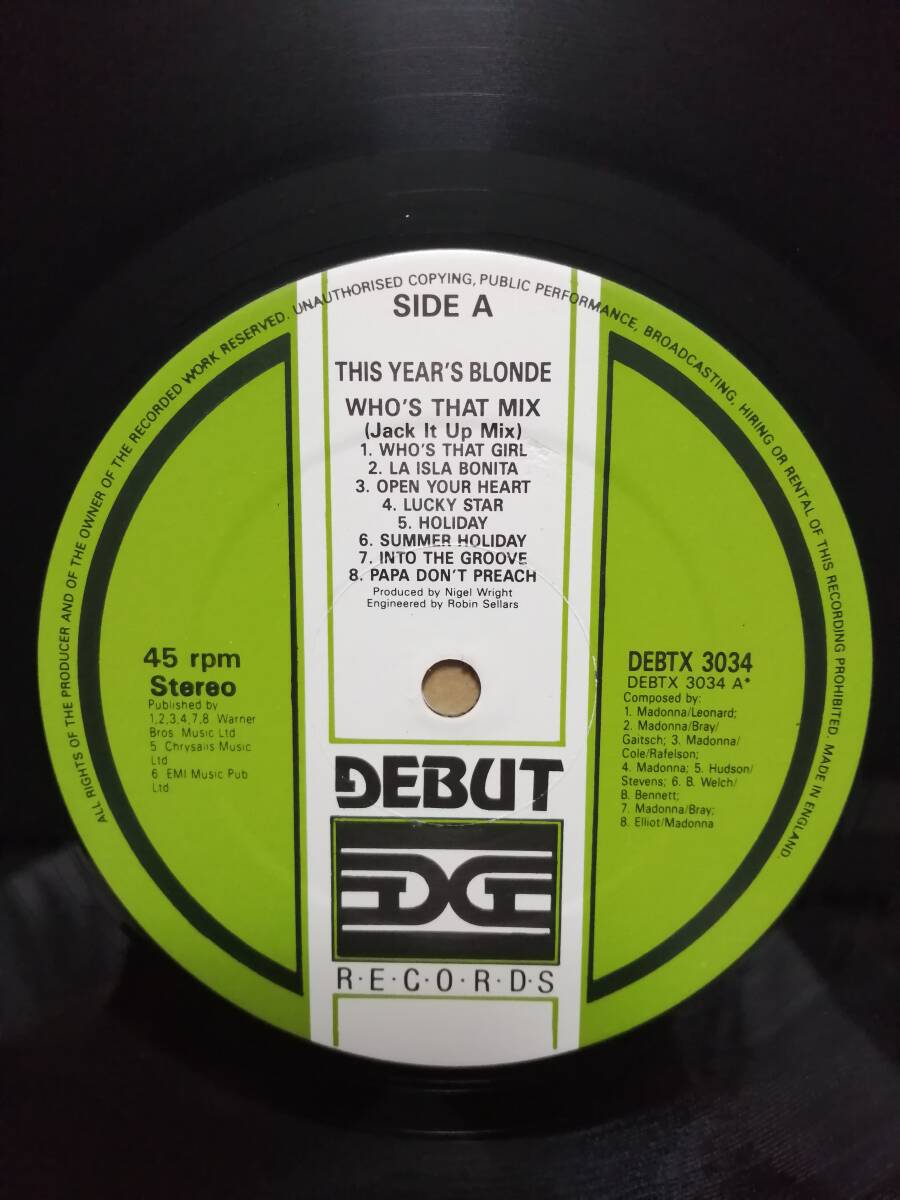 ALL RIGHTS OF THE PRODUCER AND OF THE OWNER OF THE RECORDED WORK RESERVED. UNAUTHORISED COPYING, PUBLIC PERFORMANCE, BROADCASTING, HIRING OR RENTAL OF THIS RECORDING PROHIBITED. MADE IN ENGLAND.
SIDE A
THIS YEAR'S BLONDE
WHO'S THAT MIX
(Jack It Up Mix)
1. WHO'S THAT GIRL
2. LA ISLA BONITA
3. OPEN YOUR HEART
4. LUCKY STAR
5. HOLIDAY
6. SUMMER HOLIDAY
7. INTO THE GROOVE
8. PAPA DON'T PREACH
Produced by Nigel Wright
Engineered by Robin Sellars
45 rpm
Stereo
Published by
1,2,3,4,7,8 Warner
Bros. Music Ltd
5. Chrysalis Music
Ltd
6. EMI Music Pub
Ltd
DEBTX 3034
DEBTX 3034 A*
Composed by:
1. Madonna/Leonard;
2. Madonna/Bray/
Gaitsch; 3. Madonna/
Cole/Rafelson;
4. Madonna; 5. Hudson/
Stevens; 6. B. Welch/
B. Bennett;
7. Madonna/Bray;
8. Elliot/Madonna
DEBUT
R·E·C·O·R·D·S